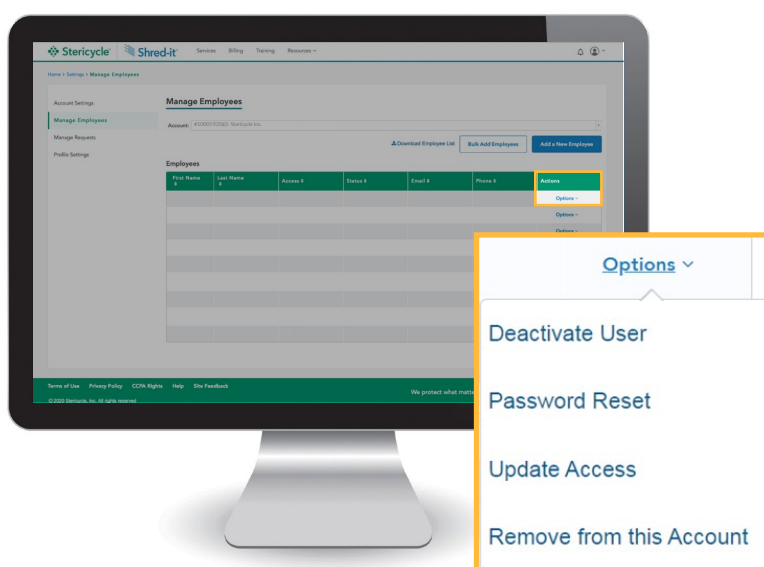 Stericycle Shred-it Services Billing Training Resources
Home > Settings > Manage Employees
Account Settings
Manage Employees
Manage Requests
Profile Settings
Manage Employees
Account: Stericycle Inc.
Download Employee List Bulk Add Employees Add a New Employee
Employees
First Name Last Name Access Status Email Phone Actions
Options
Options
Options
Options
Deactivate User
Password Reset
Update Access
Remove from this Account
Terms of Use Privacy Policy CCPA Rights Help Site Feedback
We protect what
© 2020 Stericycle, Inc. All rights reserved